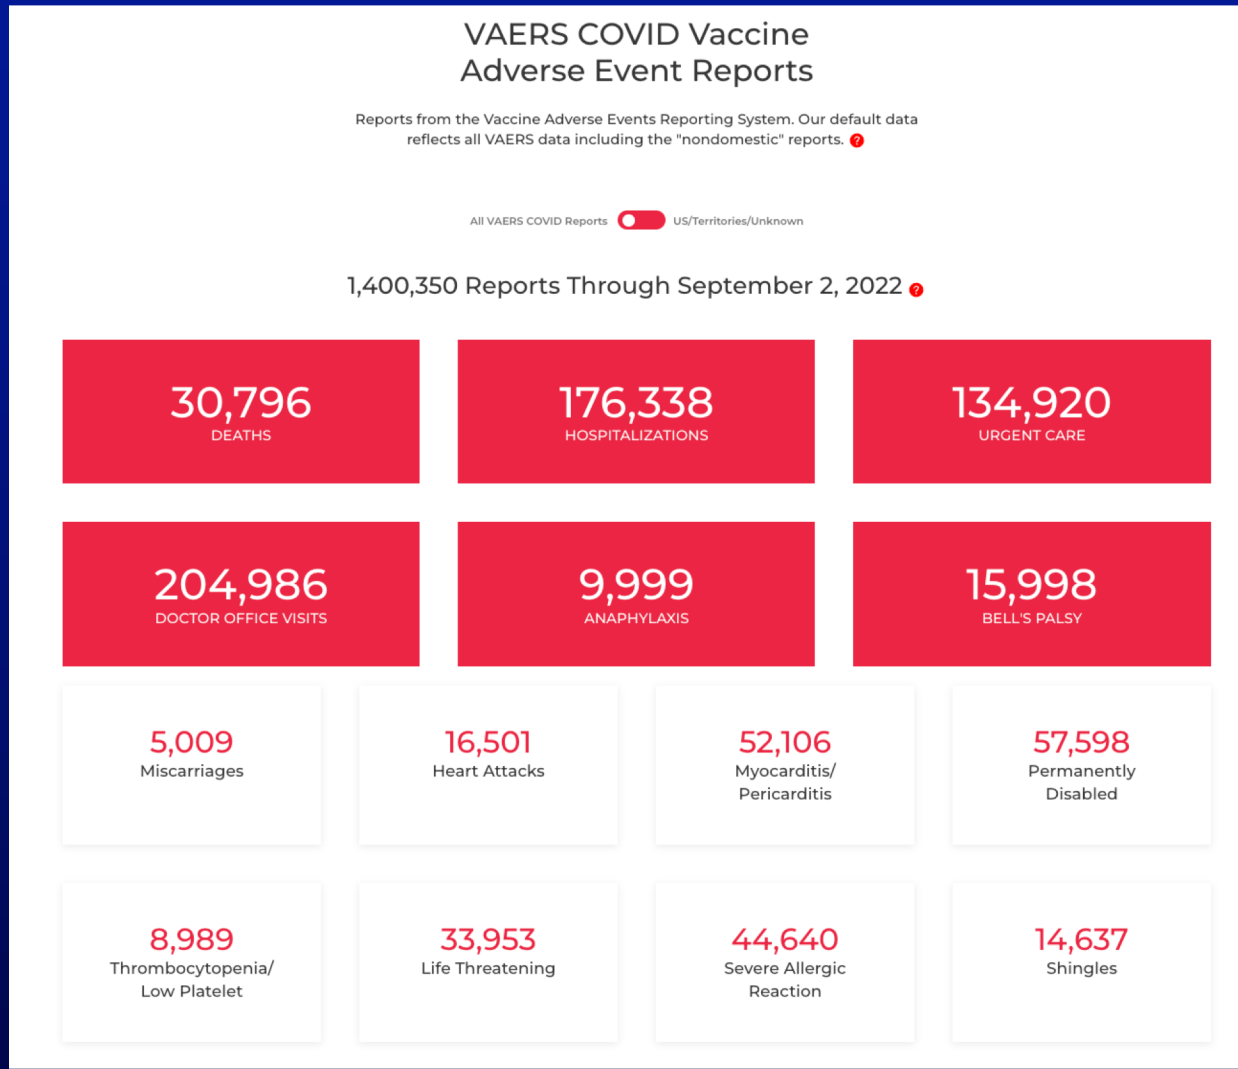 VAERS COVID Vaccine
Adverse Event Reports
Reports from the Vaccine Adverse Events Reporting System. Our default data
reflects all VAERS data including the "nondomestic" reports. ?
All VAERS COVID Reports US/Territories/Unknown
1,400,350 Reports Through September 2, 2022 ?
30,796
DEATHS
176,338
HOSPITALIZATIONS
134,920
URGENT CARE
204,986
DOCTOR OFFICE VISITS
9,999
ANAPHYLAXIS
15,998
BELL'S PALSY
5,009
Miscarriages
16,501
Heart Attacks
52,106
Myocarditis/
Pericarditis
57,598
Permanently
Disabled
8,989
Thrombocytopenia/
Low Platelet
33,953
Life Threatening
44,640
Severe Allergic
Reaction
14,637
Shingles